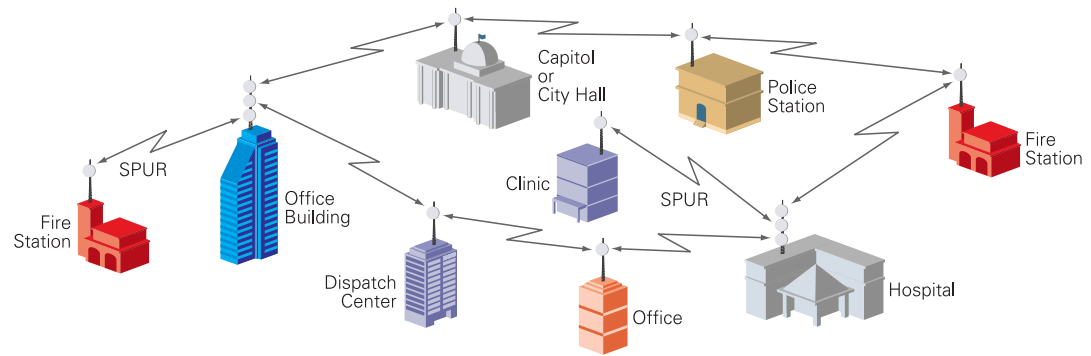 Capitol
or
City Hall
Police
Station
Fire
Station
SPUR
Office
Building
Clinic
SPUR
Fire
Station
Dispatch
Center
Office
Hospital